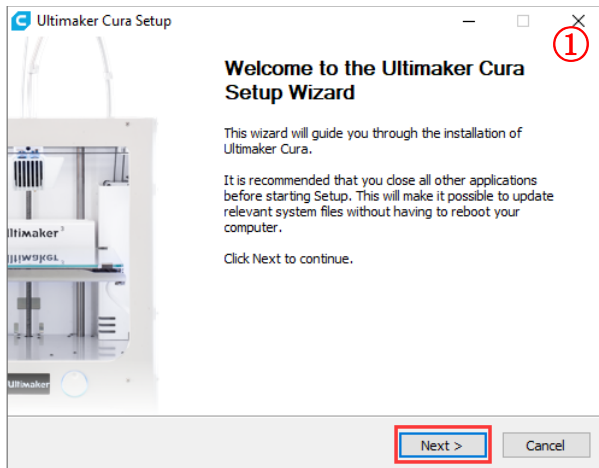 Ultimaker Cura Setup
①
Welcome to the Ultimaker Cura
Setup Wizard
This wizard will guide you through the installation of
Ultimaker Cura.
It is recommended that you close all other applications
before starting Setup. This will make it possible to update
relevant system files without having to reboot your
computer.
Click Next to continue.
ltimaker³
Ultimaker
Next >
Cancel